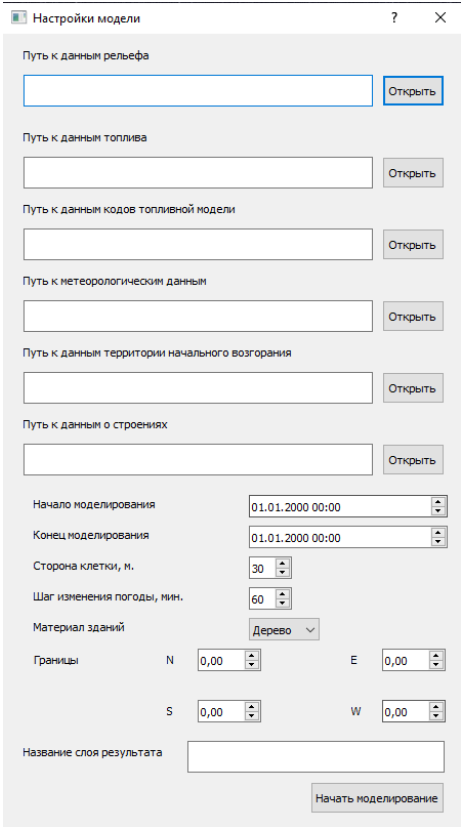 Настройки модели ?
Путь к данным рельефа
Открыть
Путь к данным топлива
Открыть
Путь к данным кодов топливной модели
Открыть
Путь к метеорологическим данным
Открыть
Путь к данным территории начального возгорания
Открыть
Путь к данным о строениях
Открыть
Начало моделирования 01.01.2000 00:00
Конец моделирования 01.01.2000 00:00
Сторона клетки, м. 30
Шаг изменения погоды, мин. 60
Материал зданий Дерево
Границы N 0,00 E 0,00
S 0,00 W 0,00
Название слоя результата
Начать моделирование